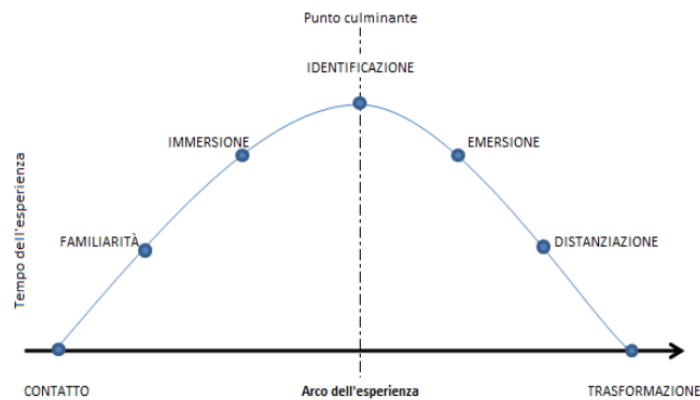 Punto culminante
IDENTIFICAZIONE
IMMERSIONE
EMERSIONE
FAMILIARITÀ
DISTANZIAZIONE
Tempo dell'esperienza
CONTATTO
Arco dell'esperienza
TRASFORMAZIONE